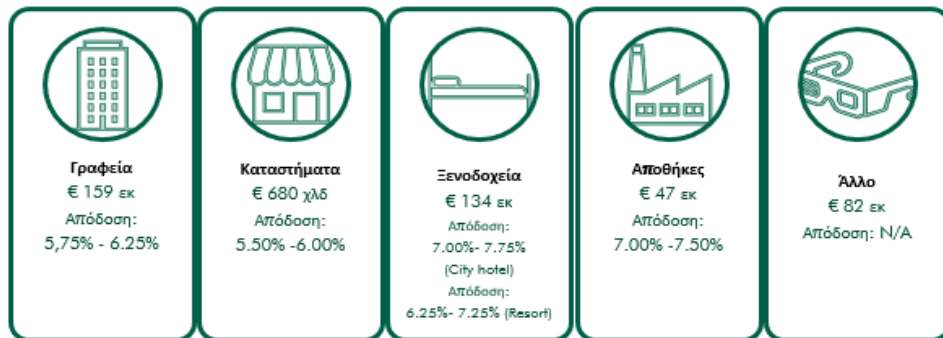 Γραφεία
€ 159 εκ
Απόδοση:
5,75% - 6.25%
Καταστήματα
€ 680 χλδ
Απόδοση:
5.50% -6.00%
Ξενοδοχεία
€ 134 εκ
Απόδοση:
7.00%- 7.75%
(City hotel)
Απόδοση:
6.25%- 7.25% (Resort)
Αποθήκες
€ 47 εκ
Απόδοση:
7.00% -7.50%
Άλλο
€ 82 εκ
Απόδοση: N/A